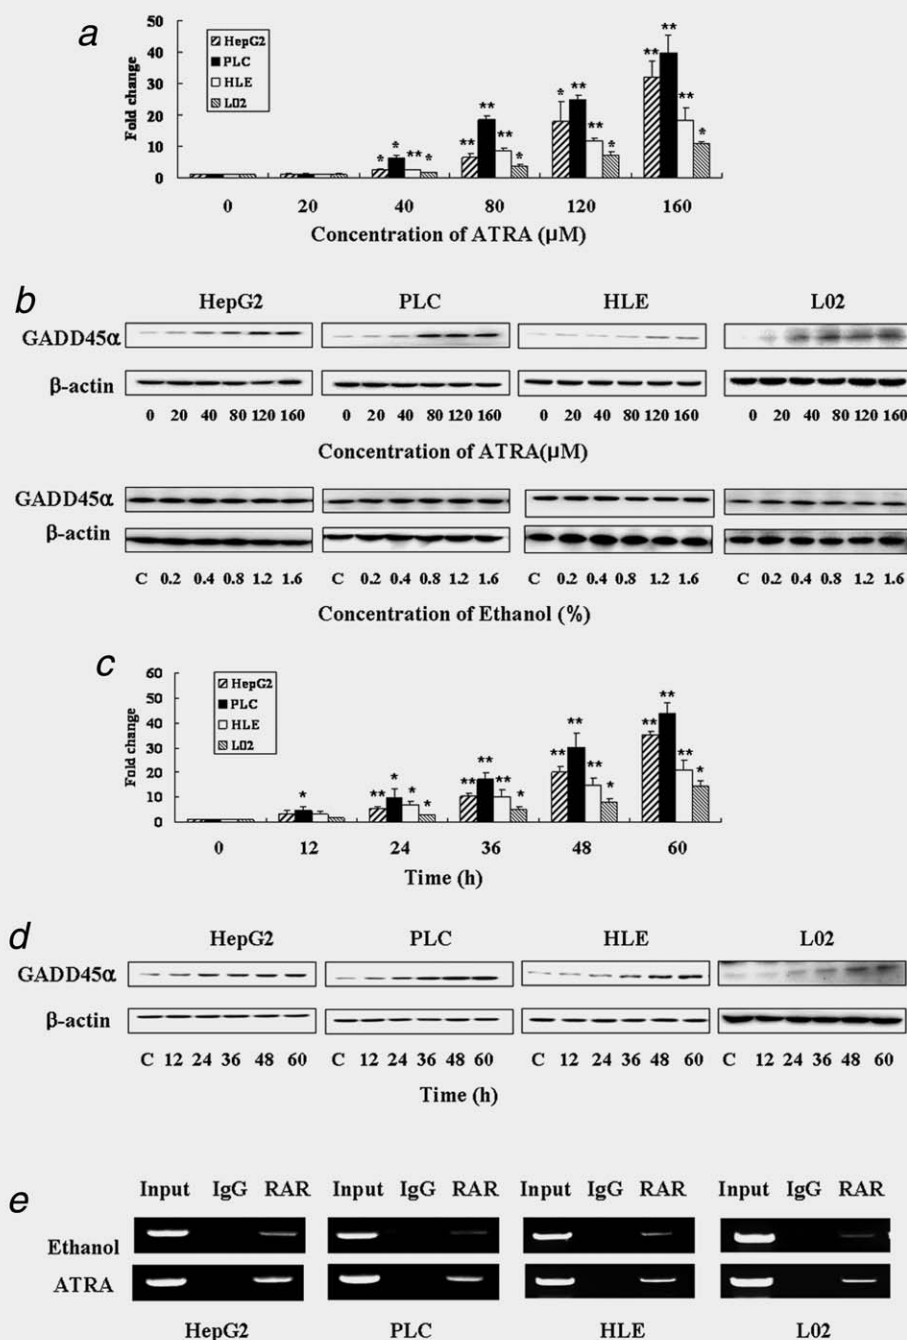 a
50
40
30
20
10
0
Fold change
HepG2
PLC
HLE
L02
* * ** *
** ** ** *
* ** ** *
** ** ** *
0 20 40 80 120 160
Concentration of ATRA (μM)
b
HepG2 PLC HLE L02
GADD45α
β-actin
0 20 40 80 120 160 0 20 40 80 120 160 0 20 40 80 120 160 0 20 40 80 120 160
Concentration of ATRA(μM)
GADD45α
β-actin
C 0.2 0.4 0.8 1.2 1.6 C 0.2 0.4 0.8 1.2 1.6 C 0.2 0.4 0.8 1.2 1.6 C 0.2 0.4 0.8 1.2 1.6
Concentration of Ethanol (%)
c
60
50
40
30
20
10
0
Fold change
HepG2
PLC
HLE
L02
*
** * * *
** ** ** *
** ** ** *
** ** ** *
0 12 24 36 48 60
Time (h)
d
HepG2 PLC HLE L02
GADD45α
β-actin
C 12 24 36 48 60 C 12 24 36 48 60 C 12 24 36 48 60 C 12 24 36 48 60
Time (h)
e
Input IgG RAR Input IgG RAR Input IgG RAR Input IgG RAR
Ethanol
ATRA
HepG2 PLC HLE L02